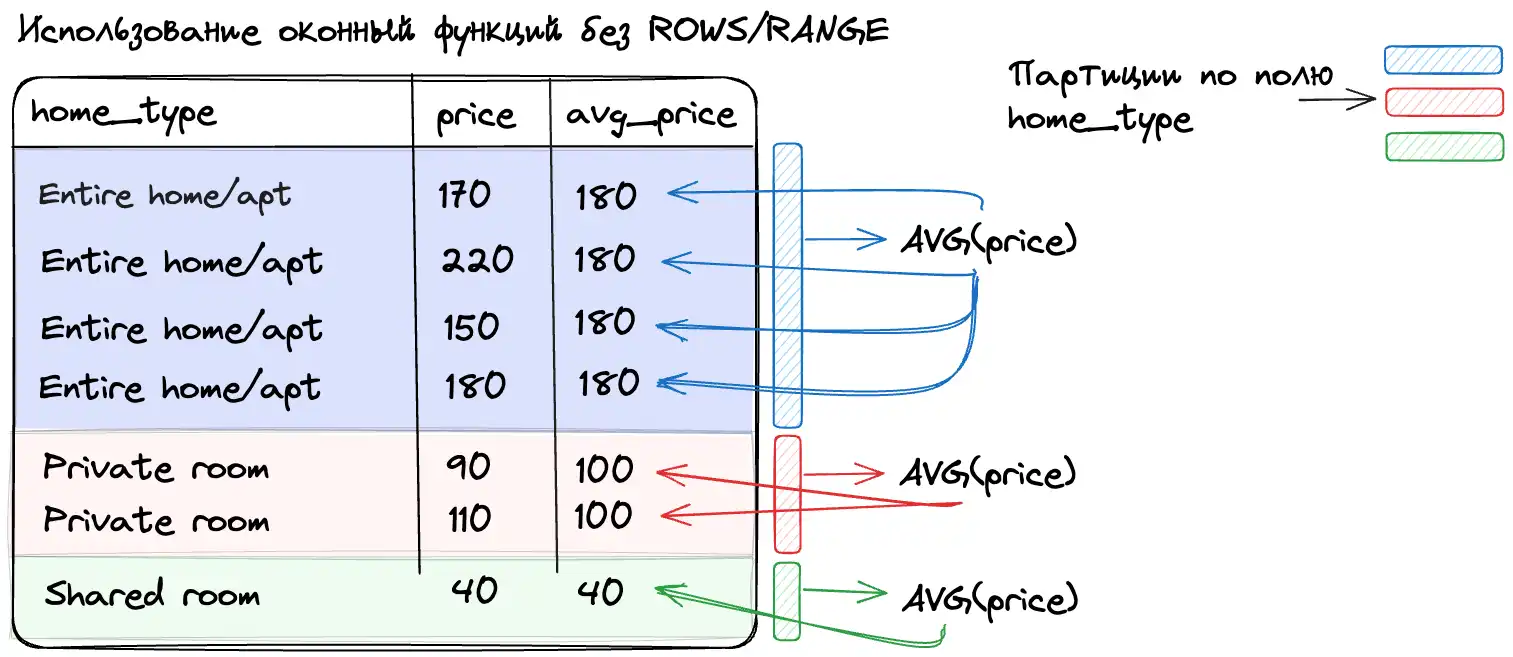 Использование оконный функций без ROWS/RANGE
Партиции по полю
home_type
home_type price avg_price
Entire home/apt 170 180
AVG(price)
Entire home/apt 220 180
Entire home/apt 150 180
Entire home/apt 180 180
Private room 90 100
AVG(price)
Private room 110 100
Shared room 40 40
AVG(price)